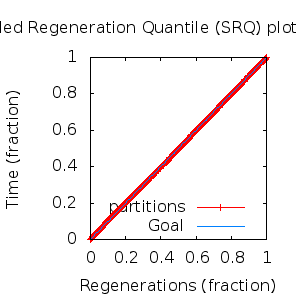 led Regeneration Quantile (SRQ) plot
1
0.8
0.6
0.4
0.2
0
0 0.2 0.4 0.6 0.8 1
Time (fraction)
Regenerations (fraction)
partitions
Goal